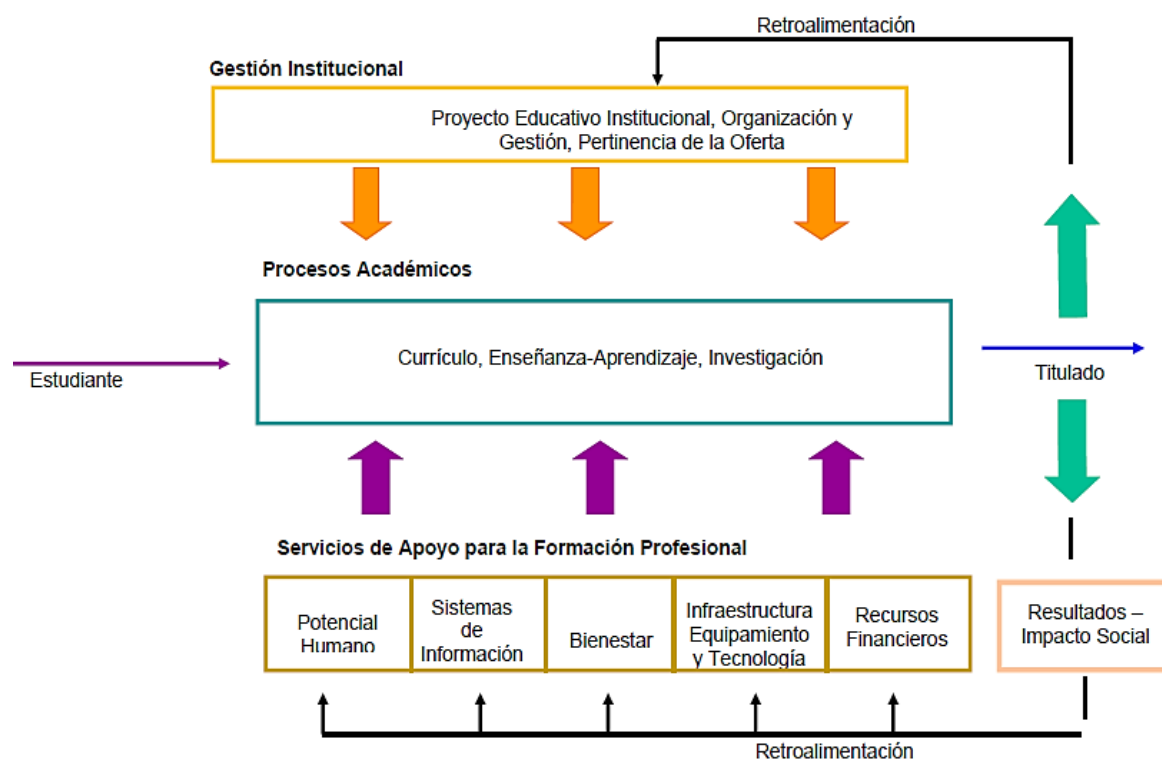 Retroalimentación
Gestión Institucional
Proyecto Educativo Institucional, Organización y
Gestión, Pertinencia de la Oferta
Procesos Académicos
Currículo, Enseñanza-Aprendizaje, Investigación
Estudiante
Titulado
Servicios de Apoyo para la Formación Profesional
Potencial
Humano
Sistemas
de
Información
Bienestar
Infraestructura
Equipamiento
y Tecnología
Recursos
Financieros
Resultados –
Impacto Social
Retroalimentación